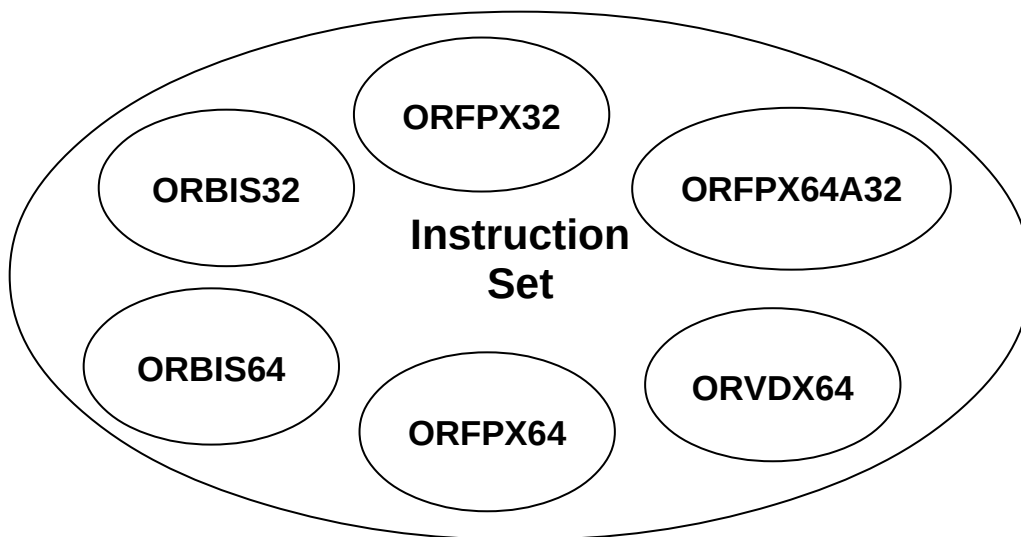 ORFPX32
ORBIS32
ORFPX64A32
Instruction
Set
ORBIS64
ORVDX64
ORFPX64